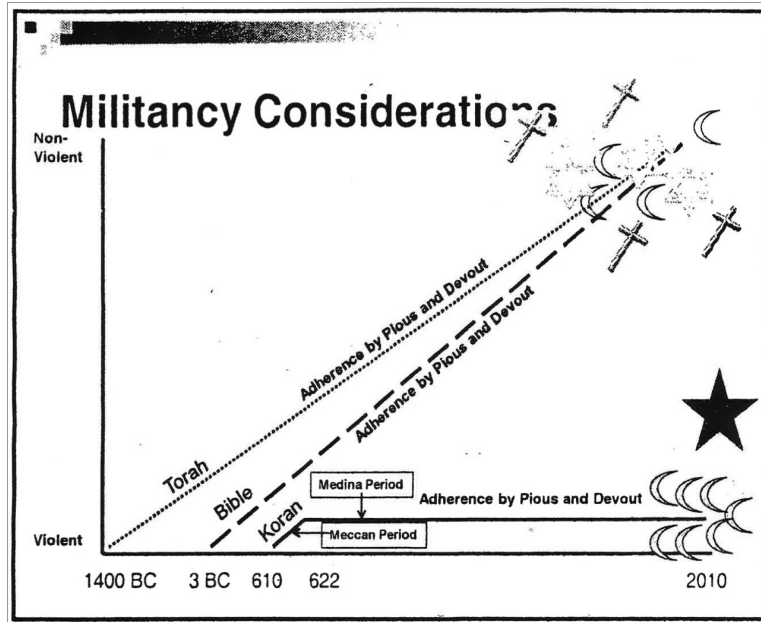 Militancy Considerations
Non-
Violent
Adherence by Pious and Devout
Adherence by Pious and Devout
Torah
Bible
Koran
Medina Period
Adherence by Pious and Devout
Meccan Period
Violent
1400 BC 3 BC 610 622 2010